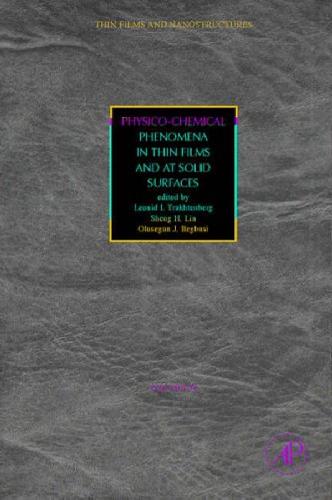 THIN FILMS AND NANOSTRUCTURES
PHYSICO-CHEMICAL
PHENOMENA
IN THIN FILMS
AND AT SOLID
SURFACES
edited by
Leonid I. Trakhtenberg
Sheng H. Lin
Olusegun J. Ilegbusi
AP